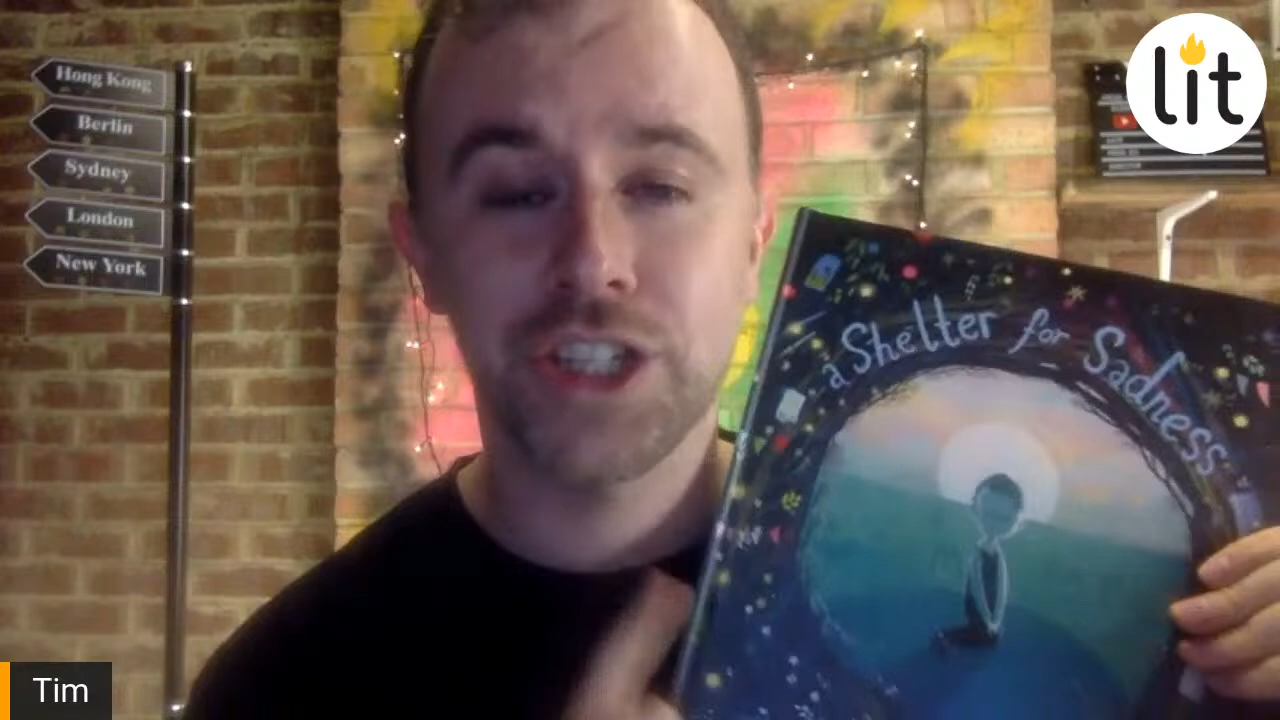 Hong Kong
Berlin
Sydney
London
New York
lit
a Shelter for Sadness
Tim